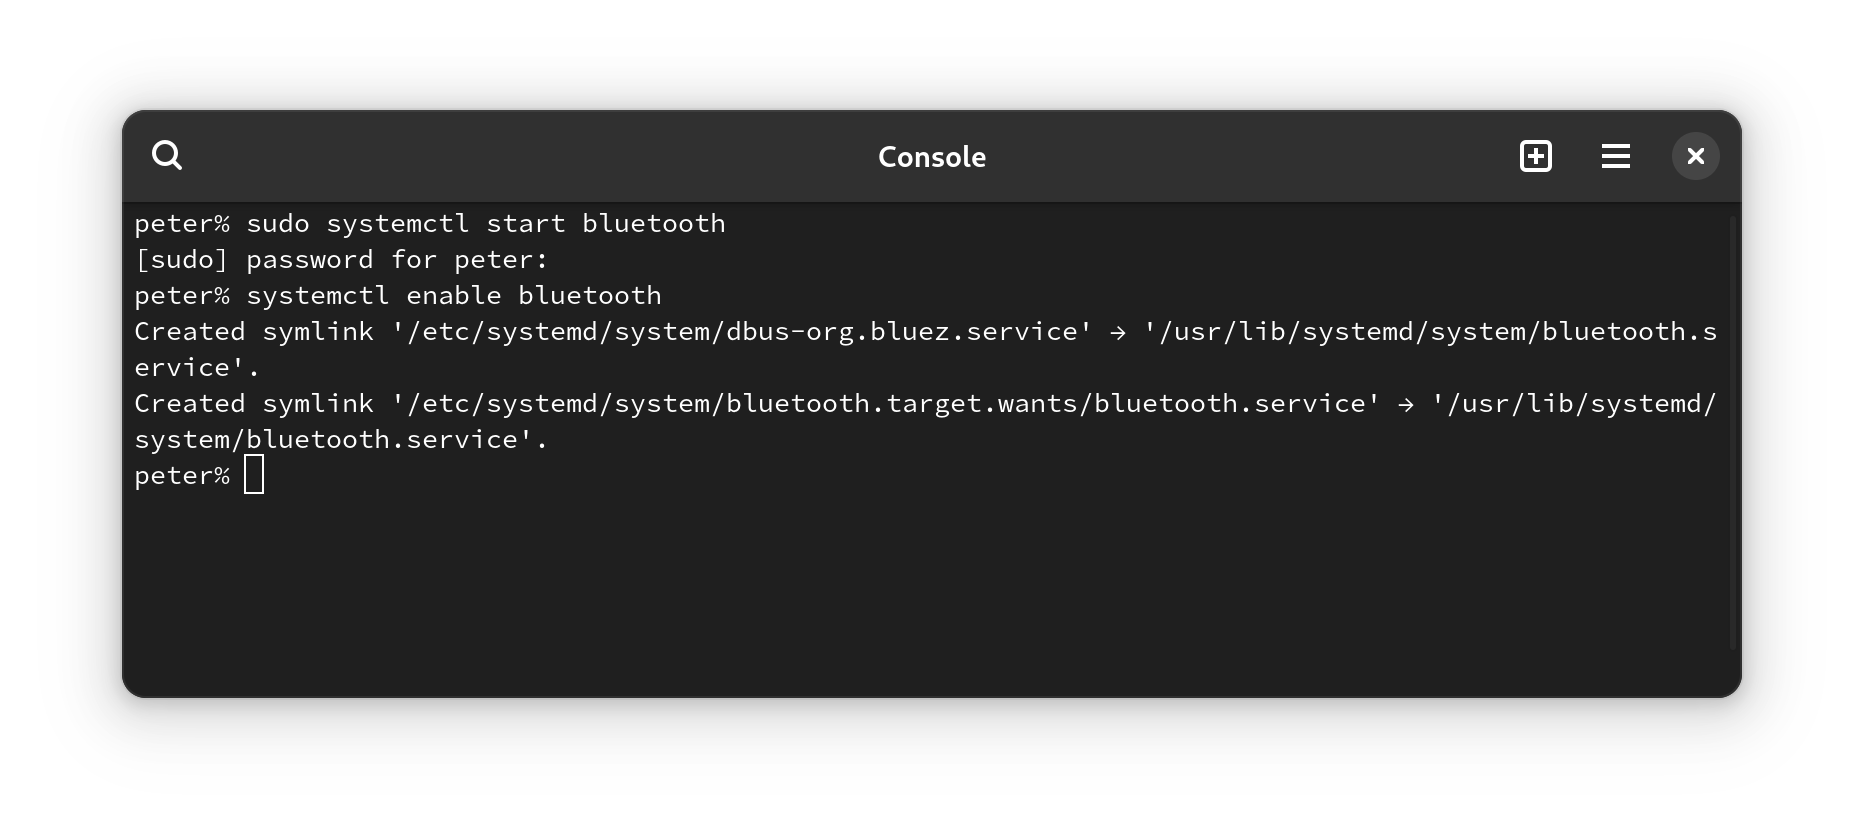 Console
peter% sudo systemctl start bluetooth
[sudo] password for peter:
peter% systemctl enable bluetooth
Created symlink '/etc/systemd/system/dbus-org.bluez.service' → '/usr/lib/systemd/system/bluetooth.s
ervice'.
Created symlink '/etc/systemd/system/bluetooth.target.wants/bluetooth.service' → '/usr/lib/systemd/
system/bluetooth.service'.
peter%